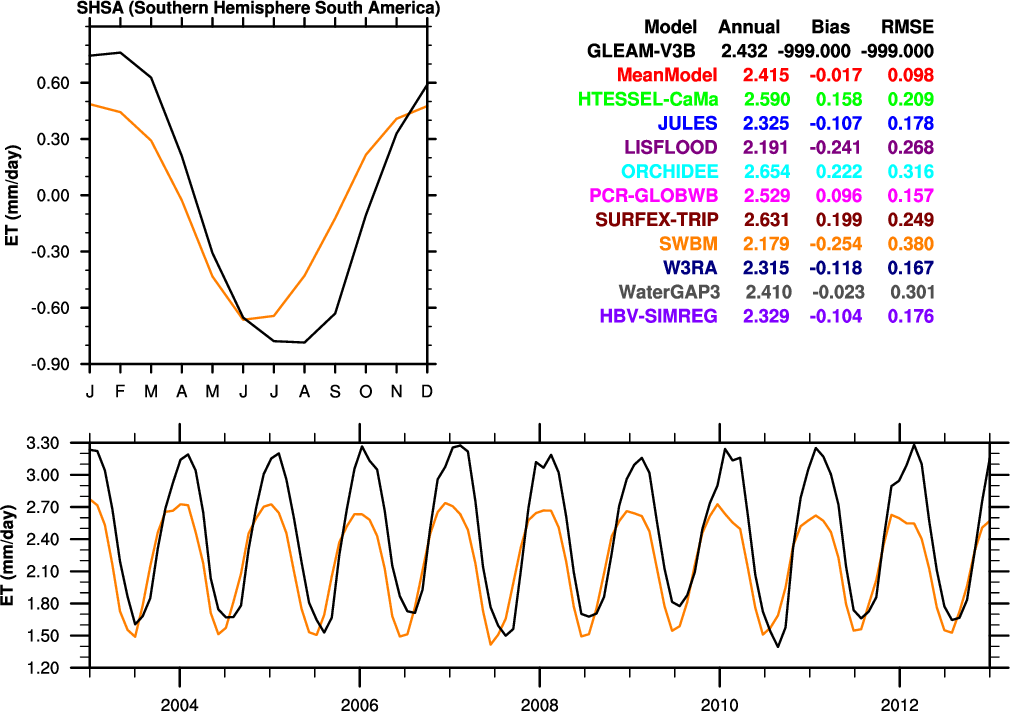 SHSA (Southern Hemisphere South America)
0.60
0.30
0.00
-0.30
-0.60
-0.90
ET (mm/day)
J F M A M J J A S O N D
Model Annual Bias RMSE
GLEAM-V3B 2.432 -999.000 -999.000
MeanModel 2.415 -0.017 0.098
HTESSEL-CaMa 2.590 0.158 0.209
JULES 2.325 -0.107 0.178
LISFLOOD 2.191 -0.241 0.268
ORCHIDEE 2.654 0.222 0.316
PCR-GLOBWB 2.529 0.096 0.157
SURFEX-TRIP 2.631 0.199 0.249
SWBM 2.179 -0.254 0.380
W3RA 2.315 -0.118 0.167
WaterGAP3 2.410 -0.023 0.301
HBV-SIMREG 2.329 -0.104 0.176
3.30
3.00
2.70
2.40
2.10
1.80
1.50
1.20
ET (mm/day)
2004 2006 2008 2010 2012